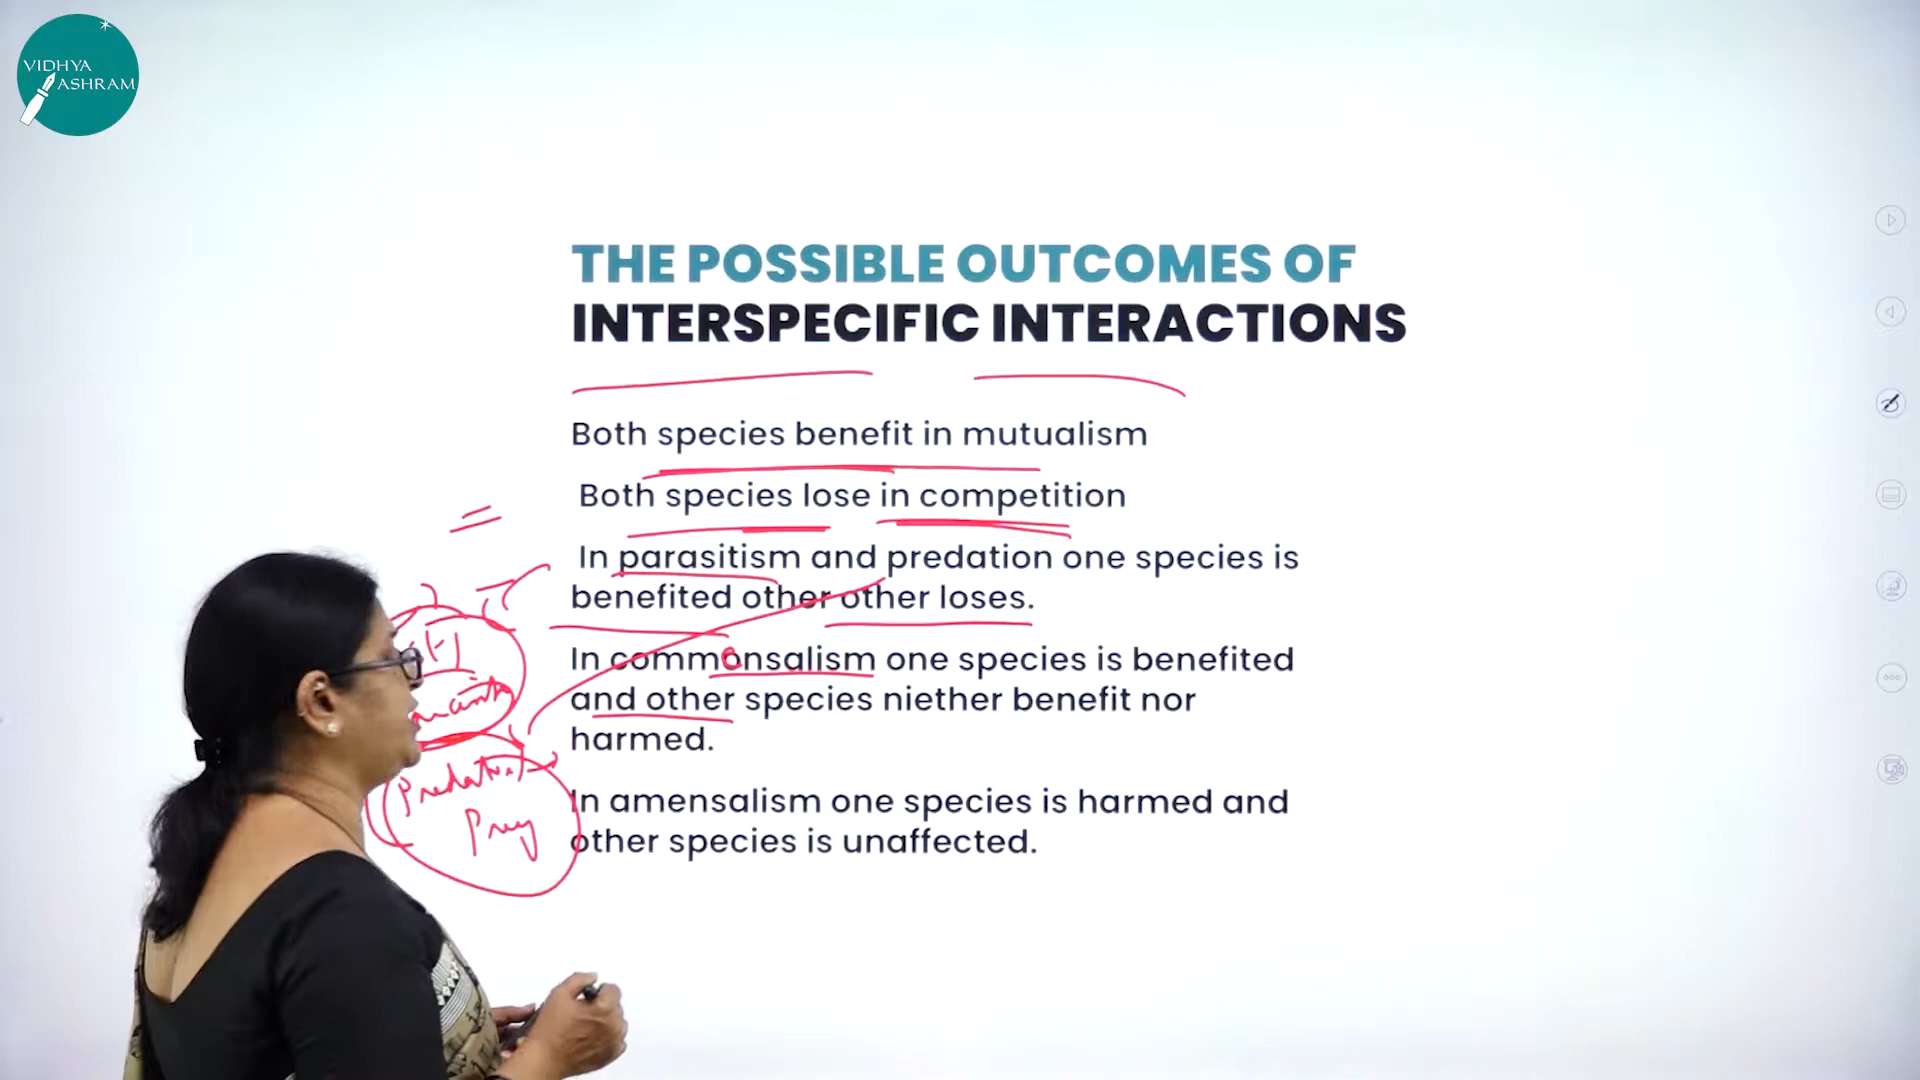 VIDHYA
ASHRAM
THE POSSIBLE OUTCOMES OF
INTERSPECIFIC INTERACTIONS
Both species benefit in mutualism
Both species lose in competition
In parasitism and predation one species is
benefited other other loses.
In commensalism one species is benefited
and other species niether benefit nor
harmed.
In amensalism one species is harmed and
other species is unaffected.
Prey